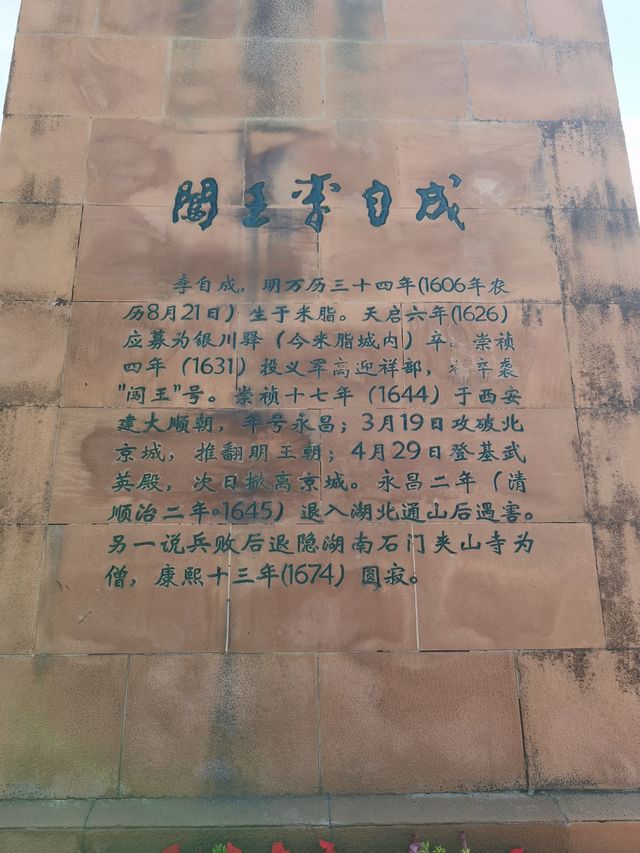 闯王李自成
李自成，明万历三十四年(1606年农
历8月21日）生于米脂。天启六年(1626)
应募为银川驿（今米脂城内）卒，崇祯
四年（1631）投义军高迎祥部，卒袭
"闯王"号。崇祯十七年（1644）于西安
建大顺朝，年号永昌；3月19日攻破北
京城，推翻明王朝；4月29日登基武
英殿，次日撤离京城。永昌二年（清
顺治二年。1645）退入湖北通山后遇害。
另一说兵败后退隐湖南石门夹山寺为
僧，康熙十三年(1674）圆寂。